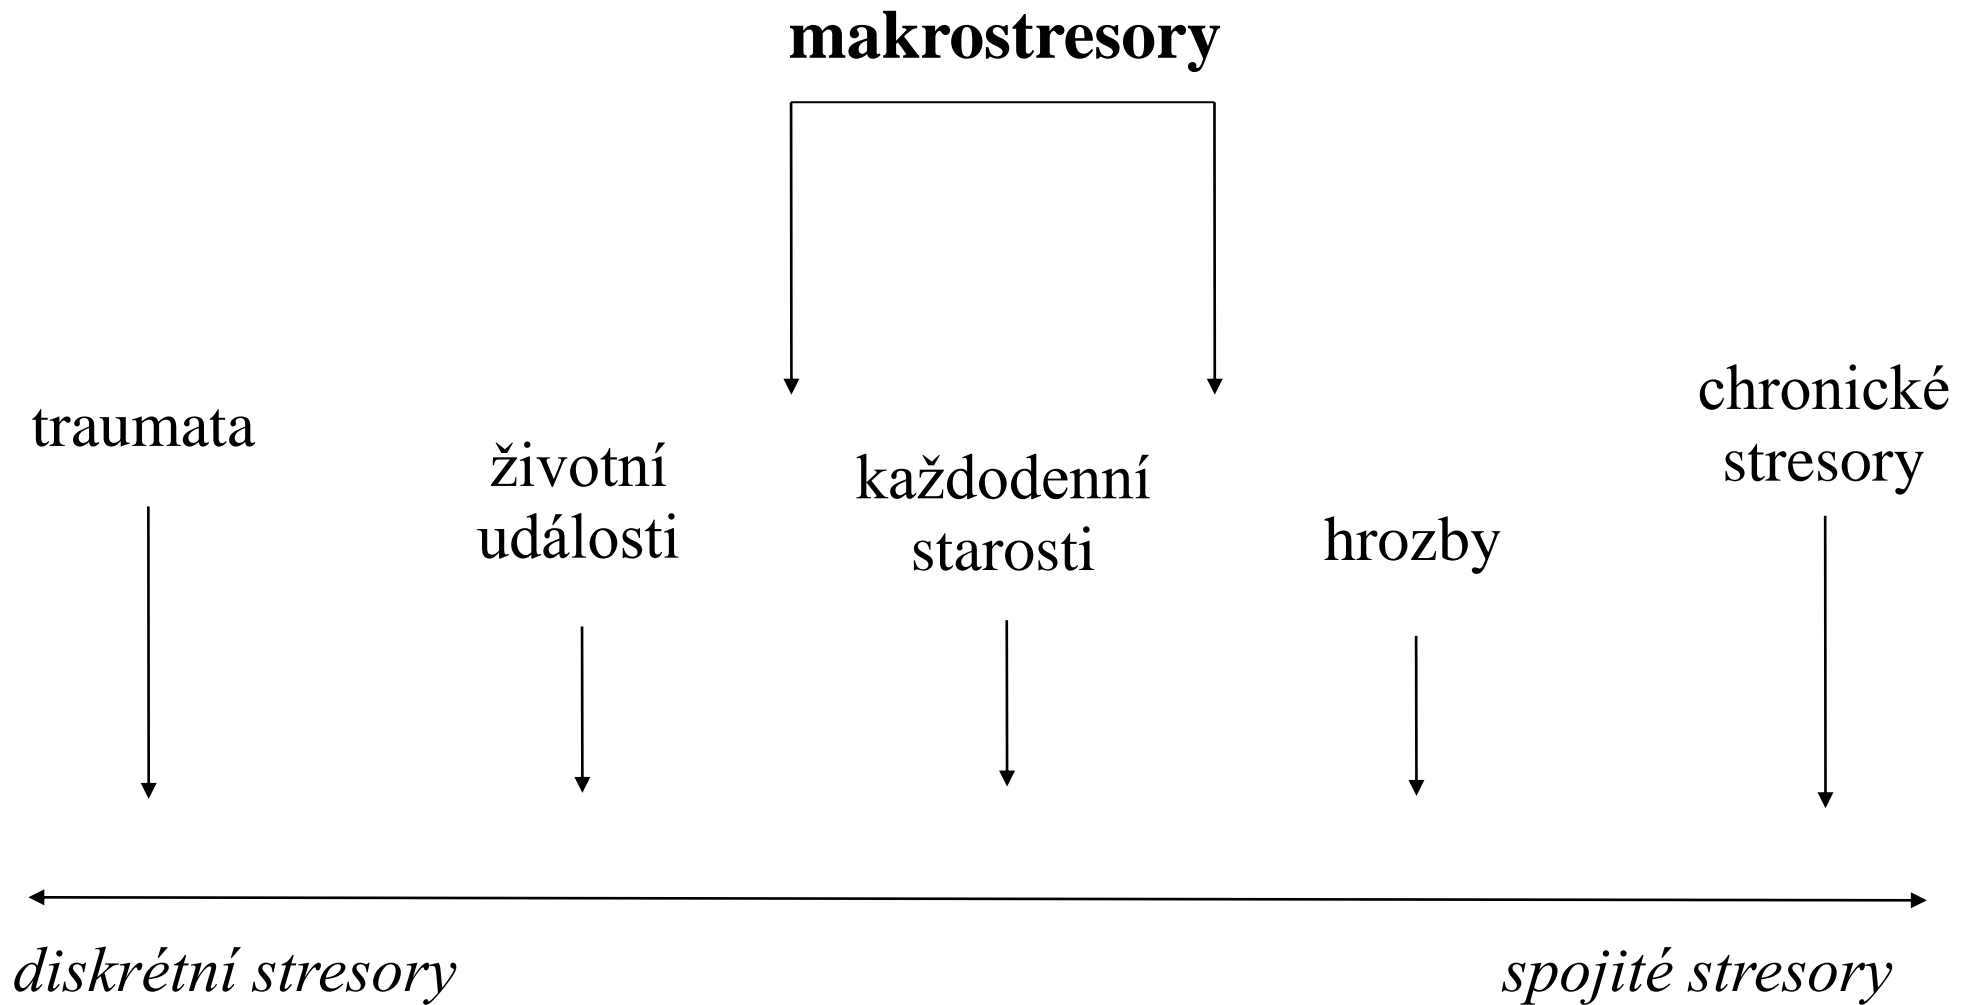 makrostresory
traumata
životní
události
každodenní
starosti
hrozby
chronické
stresory
diskrétní stresory
spojité stresory